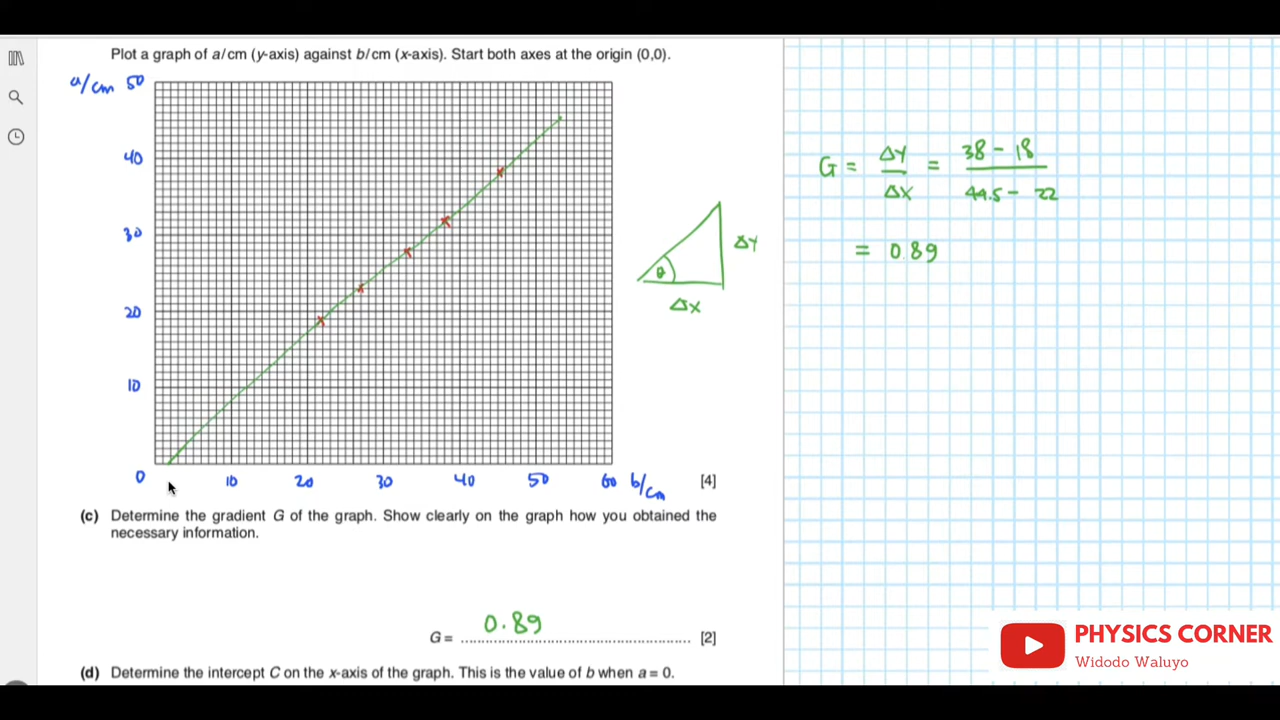 Plot a graph of a/cm (y-axis) against b/cm (x-axis). Start both axes at the origin (0,0).
a/cm 50
40
30
20
10
0 10 20 30 40 50 60 b/cm [4]
ΔY
θ
ΔX
G = ΔY/ΔX = 38 - 18 / 44.5 - 22
= 0.89
(c) Determine the gradient G of the graph. Show clearly on the graph how you obtained the
necessary information.
0.89
G = ........................................................ [2]
(d) Determine the intercept C on the x-axis of the graph. This is the value of b when a = 0.
PHYSICS CORNER
Widodo Waluyo